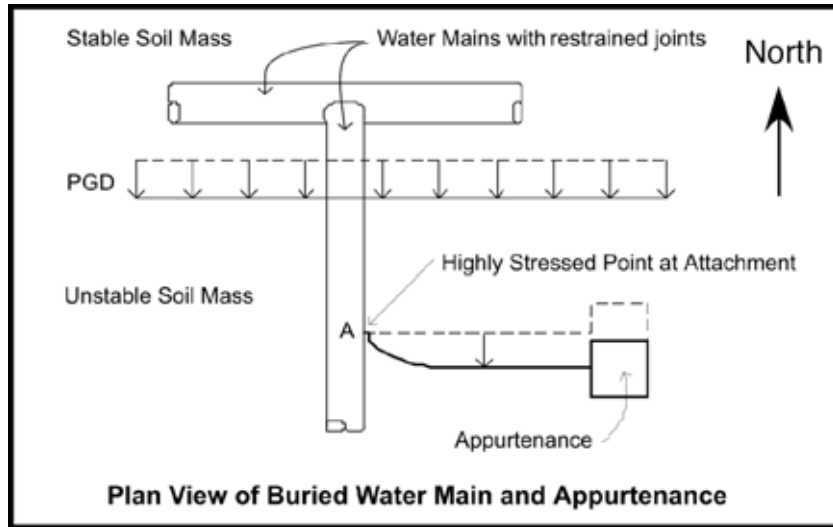 Stable Soil Mass
Water Mains with restrained joints
North
PGD
Highly Stressed Point at Attachment
Unstable Soil Mass
A
Appurtenance
Plan View of Buried Water Main and Appurtenance